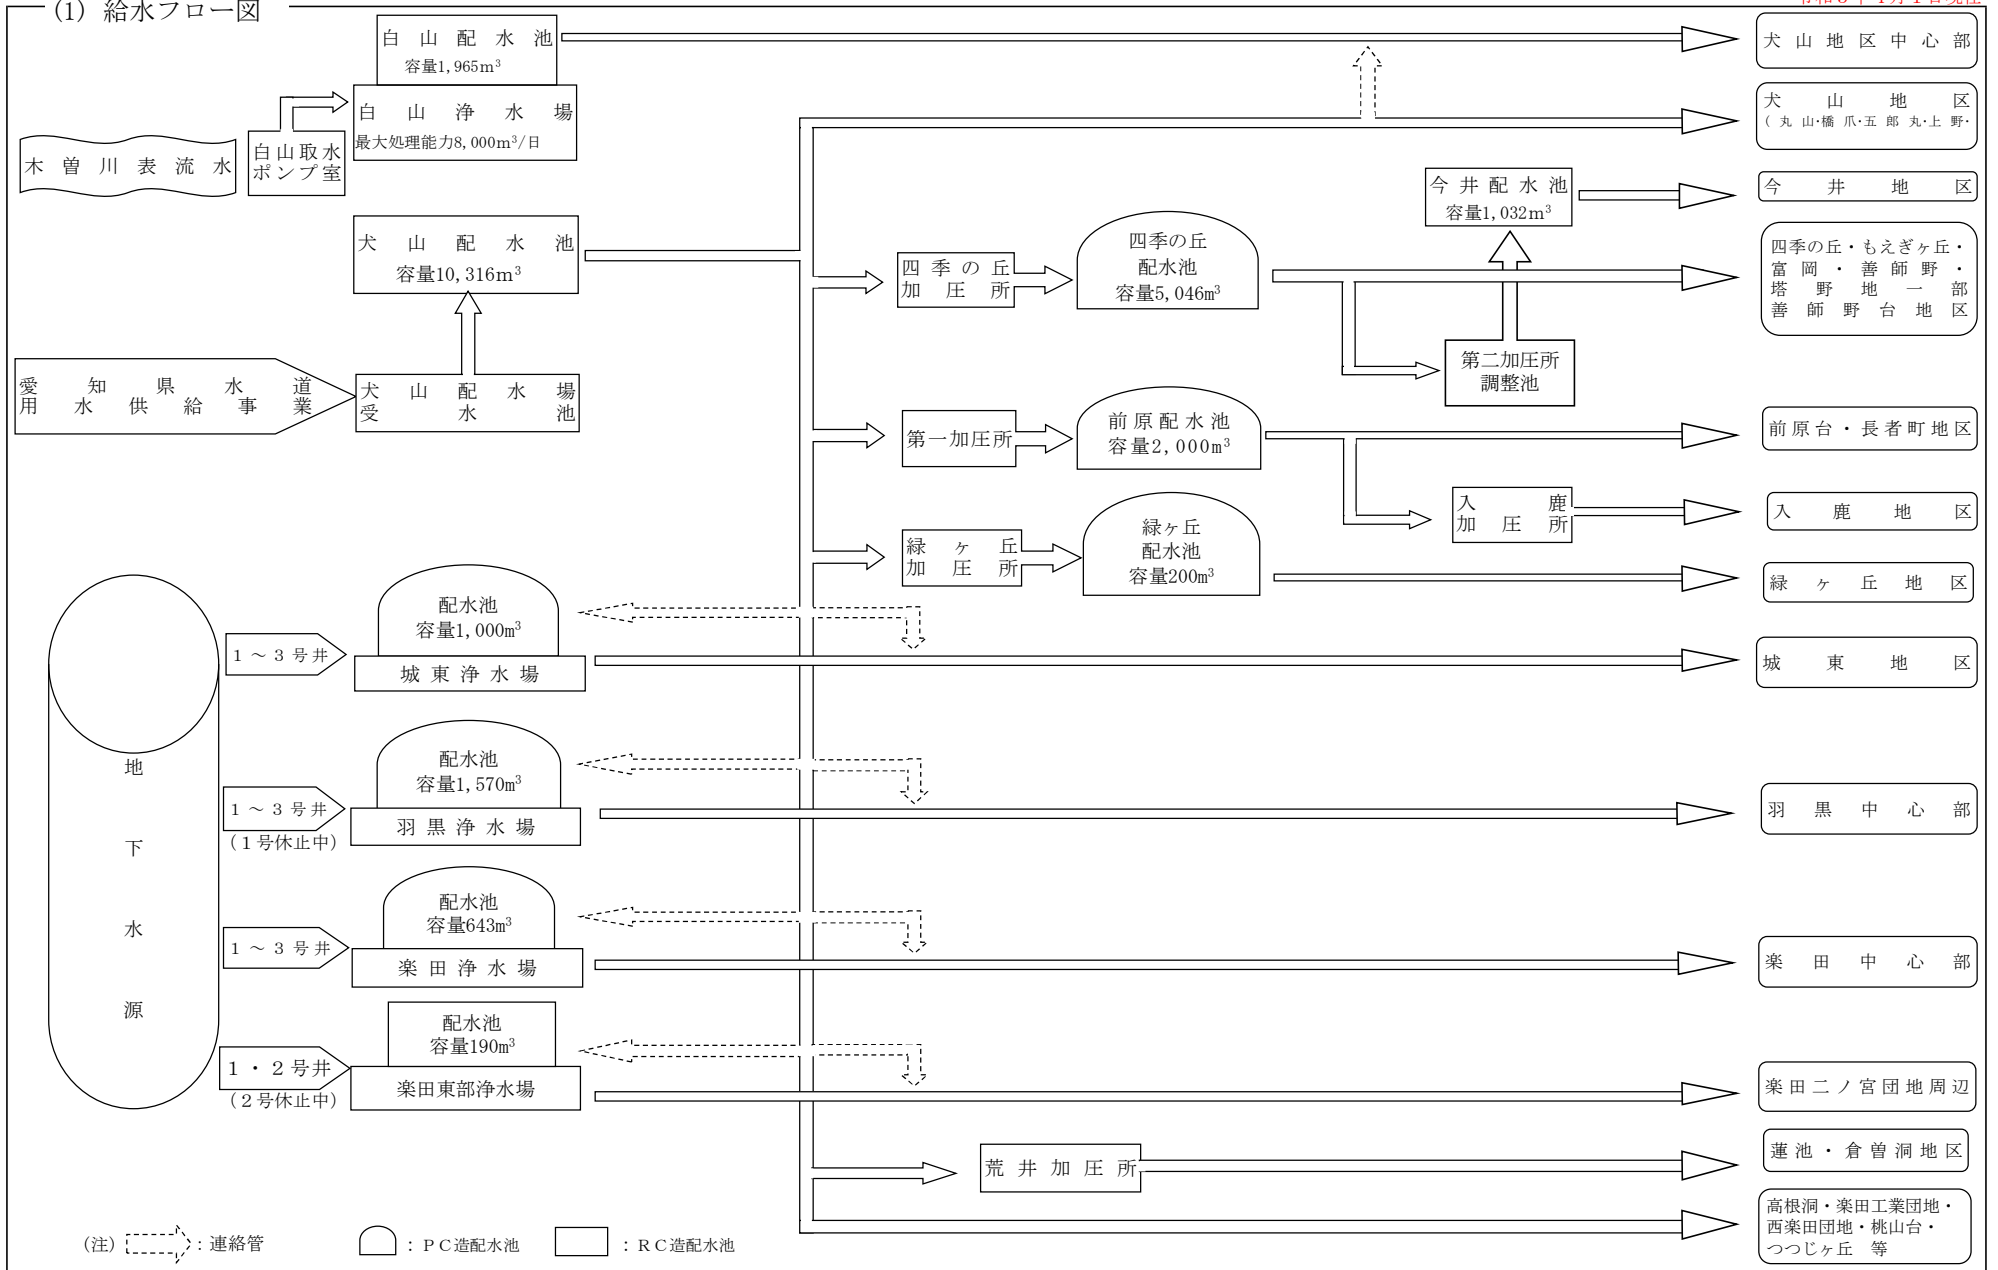 (1) 給水フロー図
白山配水池
容量1,965m³
白山浄水場
最大処理能力8,000m³/日
白山取水
ポンプ室
木曽川表流水
犬山配水池
容量10,316m³
愛知県水道
用水供給事業
犬山配水場
受水池
四季の丘
加圧所
四季の丘
配水池
容量5,046m³
今井配水池
容量1,032m³
第二加圧所
調整池
第一加圧所
前原配水池
容量2,000m³
入鹿
加圧所
緑ヶ丘
加圧所
緑ヶ丘
配水池
容量200m³
地下水源
1～3号井
配水池
容量1,000m³
城東浄水場
1～3号井
(1号休止中)
配水池
容量1,570m³
羽黒浄水場
1～3号井
配水池
容量643m³
楽田浄水場
1・2号井
(2号休止中)
配水池
容量190m³
楽田東部浄水場
荒井加圧所
犬山地区中心部
犬山地区
(丸山・橋爪・五郎丸・上野・
今井地区
四季の丘・もえぎヶ丘・
富岡・善師野・
塔野地一部
善師野台地区
前原台・長者町地区
入鹿地区
緑ヶ丘地区
城東地区
羽黒中心部
楽田中心部
楽田二ノ宮団地周辺
蓮池・倉曽洞地区
高根洞・楽田工業団地・
西楽田団地・桃山台・
つつじヶ丘 等
(注) : 連絡管 : PC造配水池 : RC造配水池